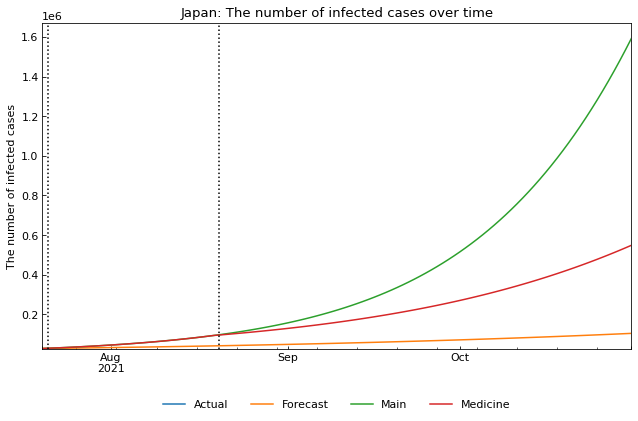 Japan: The number of infected cases over time
1e6
1.6
1.4
1.2
1.0
0.8
0.6
0.4
0.2
The number of infected cases
Aug
2021
Sep
Oct
Actual
Forecast
Main
Medicine